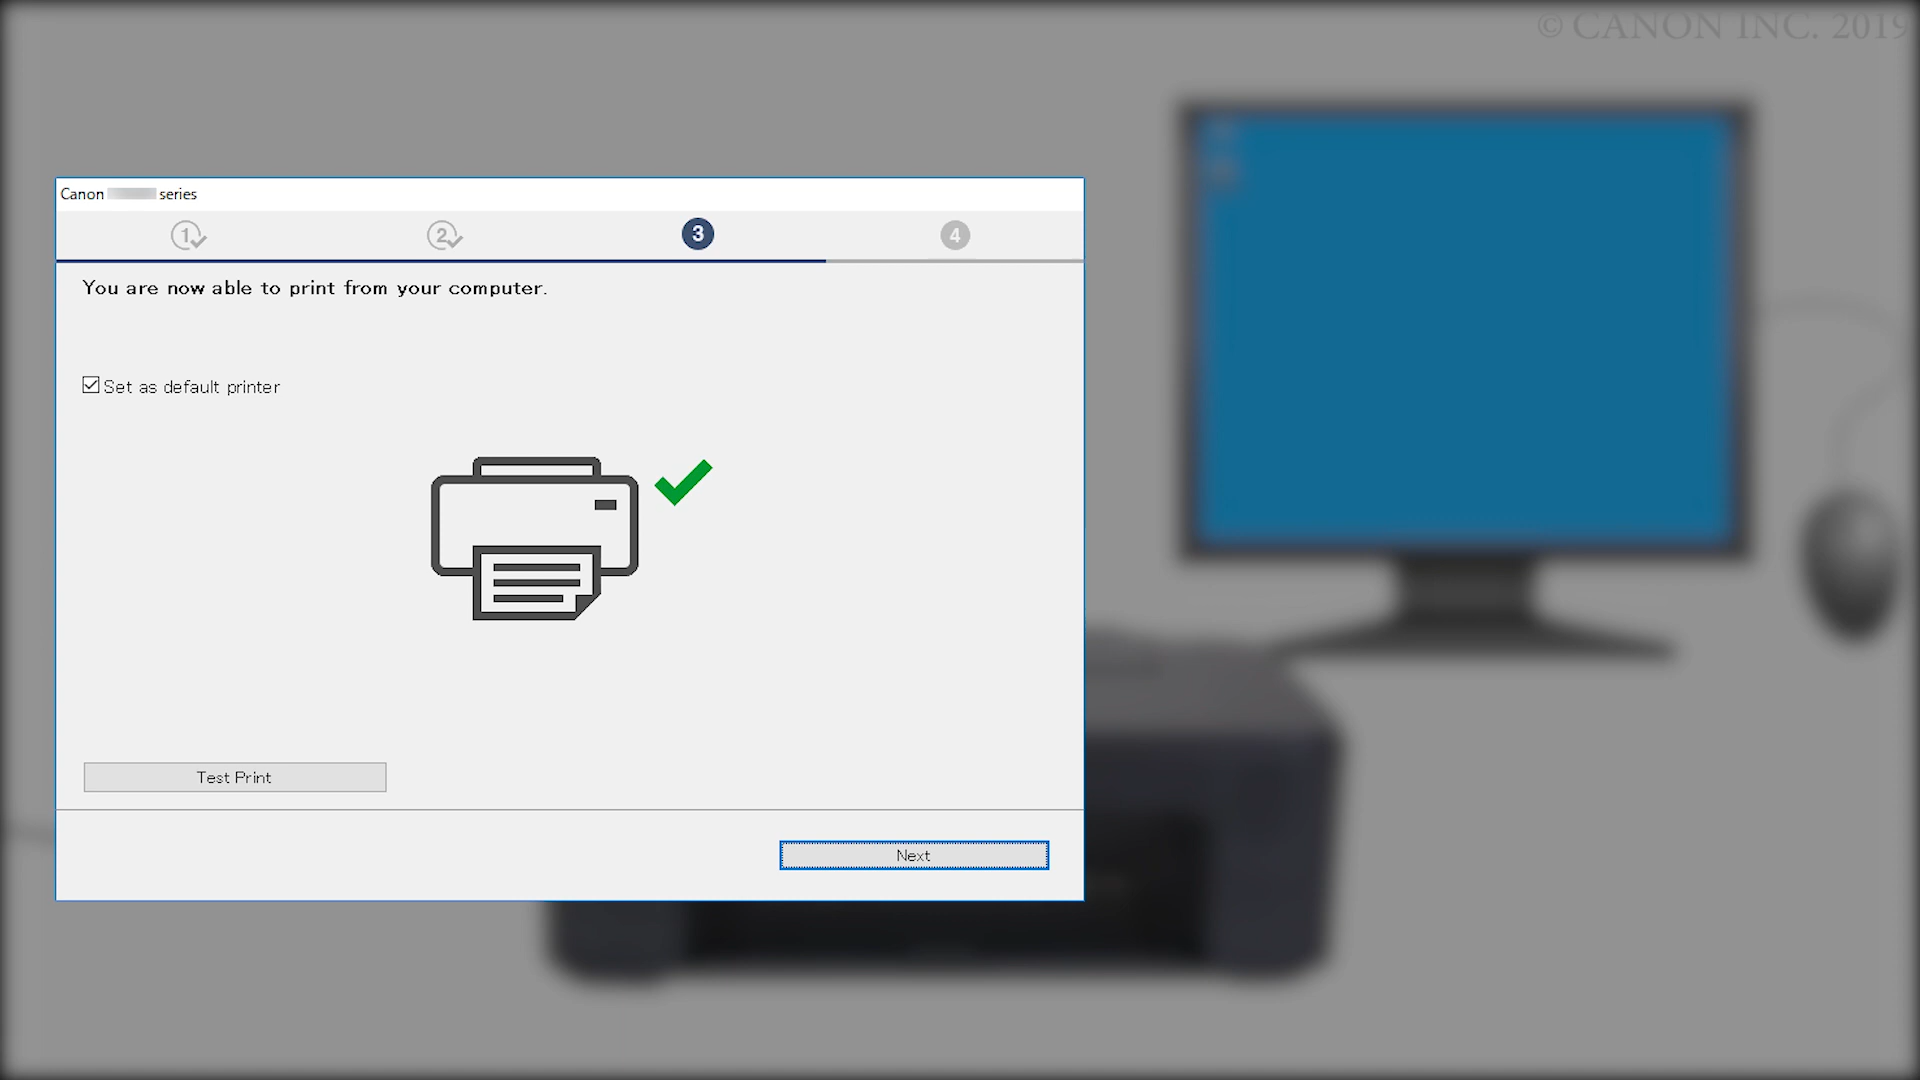 © CANON INC. 2019
Canon series
1 2 3 4
You are now able to print from your computer.
Set as default printer
Test Print
Next